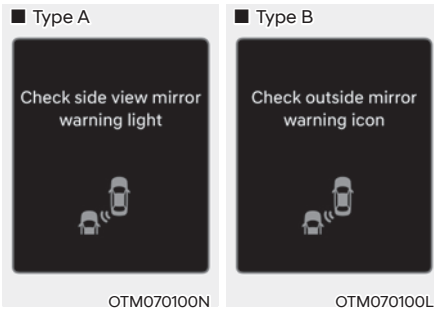 ■ Type A
Check side view mirror
warning light
OTM070100N
■ Type B
Check outside mirror
warning icon
OTM070100L